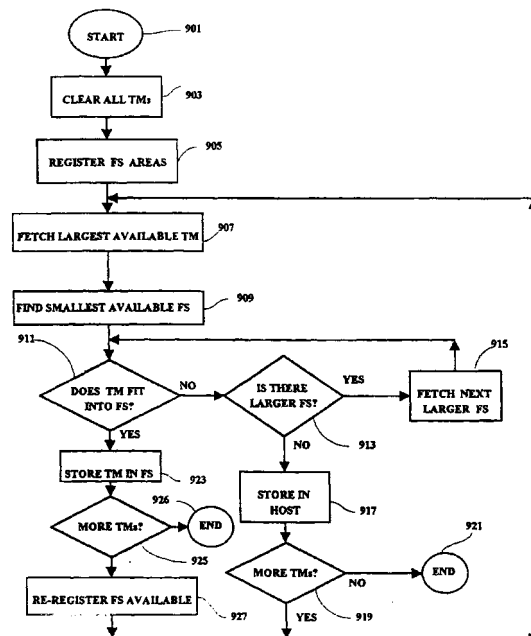 START
901
CLEAR ALL TMs
903
REGISTER FS AREAS
905
FETCH LARGEST AVAILABLE TM
907
FIND SMALLEST AVAILABLE FS
909
911
DOES TM FIT
INTO FS?
NO
YES
IS THERE
LARGER FS?
YES
NO
913
915
FETCH NEXT
LARGER FS
STORE TM IN FS
923
STORE IN
HOST
917
MORE TMs?
925
926
END
MORE TMs?
NO
YES
919
921
END
RE-REGISTER FS AVAILABLE
927